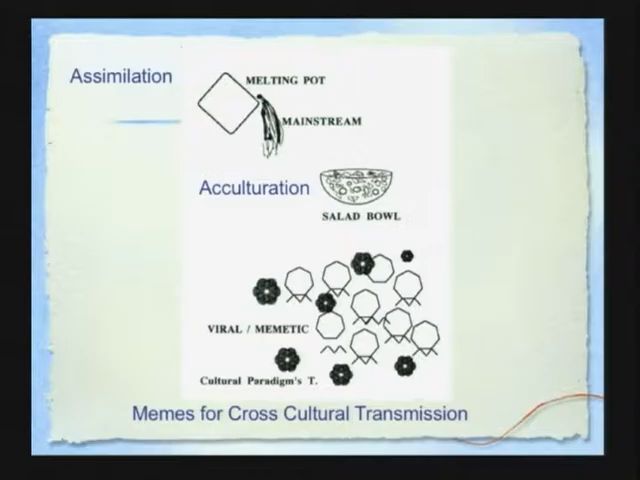 Assimilation
MELTING POT
MAINSTREAM
Acculturation
SALAD BOWL
VIRAL / MEMETIC
Cultural Paradigm's T.
Memes for Cross Cultural Transmission